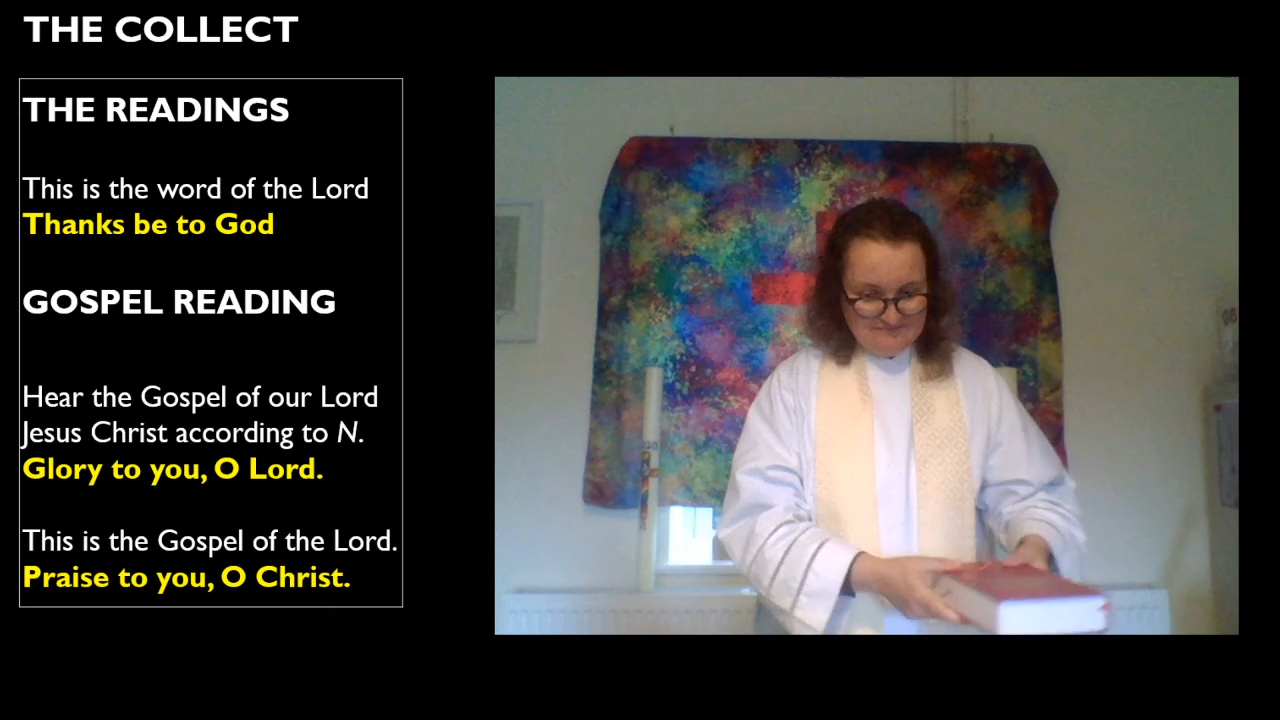 THE COLLECT
THE READINGS
This is the word of the Lord
Thanks be to God
GOSPEL READING
Hear the Gospel of our Lord
Jesus Christ according to N.
Glory to you, O Lord.
This is the Gospel of the Lord.
Praise to you, O Christ.